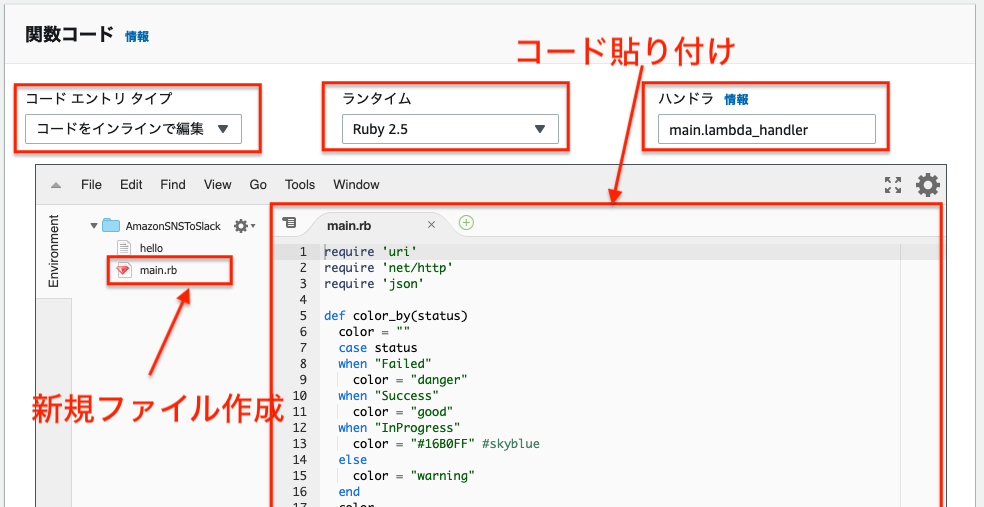 関数コード 情報
コード貼り付け
コード エントリ タイプ
コードをインラインで編集
ランタイム
Ruby 2.5
ハンドラ 情報
main.lambda_handler
File Edit Find View Go Tools Window
Environment
AmazonSNSToSlack
hello
main.rb
新規ファイル作成
main.rb
1 require 'uri'
2 require 'net/http'
3 require 'json'
4
5 def color_by(status)
6   color = ""
7   case status
8   when "Failed"
9     color = "danger"
10   when "Success"
11     color = "good"
12   when "InProgress"
13     color = "#16B0FF" #skyblue
14   else
15     color = "warning"
16   end
17   color